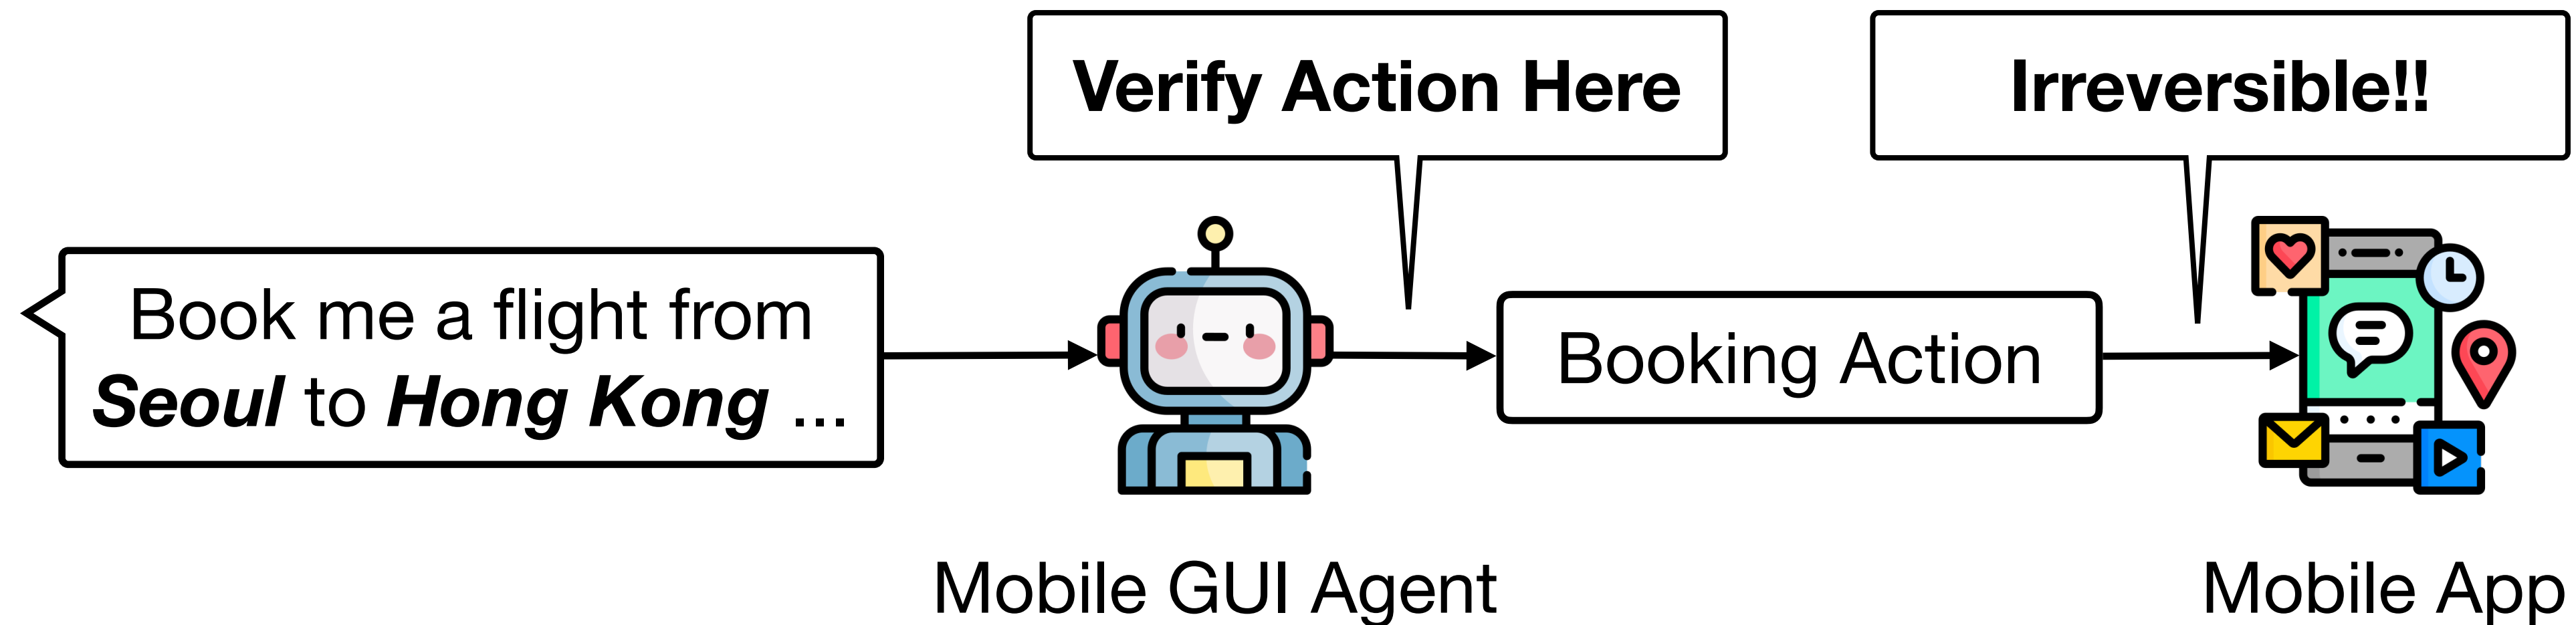 Verify Action Here
Irreversible!!
Book me a flight from
Seoul to Hong Kong ...
Booking Action
Mobile GUI Agent
Mobile App